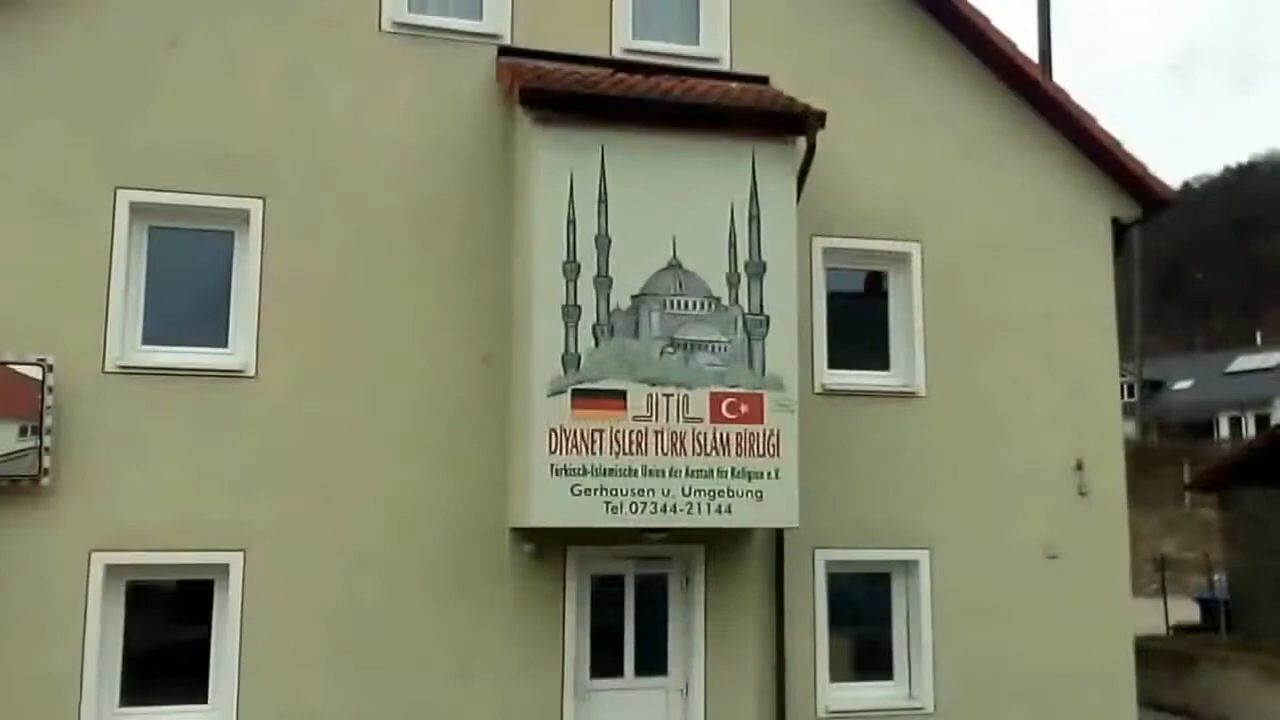 DİTİB
DİYANET İŞLERİ TÜRK İSLÂM BİRLİĞİ
Türkisch-Islamische Union der Anstalt für Religion e.V.
Gerhausen u. Umgebung
Tel.07344-21144